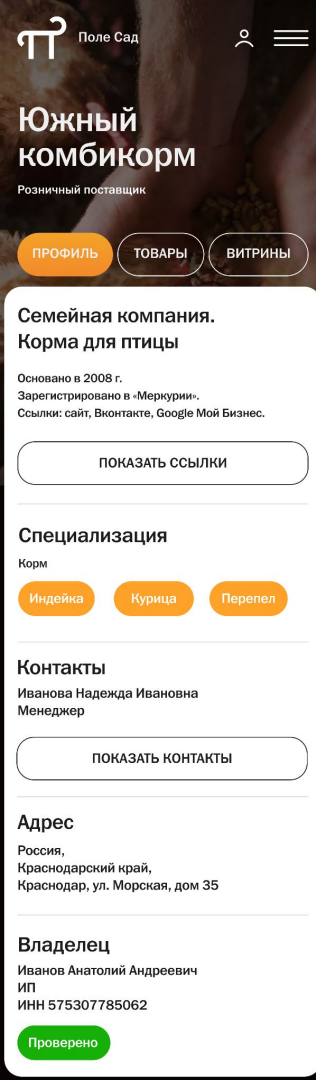 Поле Сад
Южный
комбикорм
Розничный поставщик
ПРОФИЛЬ ТОВАРЫ ВИТРИНЫ
Семейная компания.
Корма для птицы
Основано в 2008 г.
Зарегистрировано в «Меркурии».
Ссылки: сайт, Вконтакте, Google Мой Бизнес.
ПОКАЗАТЬ ССЫЛКИ
Специализация
Корм
Индейка Курица Перепел
Контакты
Иванова Надежда Ивановна
Менеджер
ПОКАЗАТЬ КОНТАКТЫ
Адрес
Россия,
Краснодарский край,
Краснодар, ул. Морская, дом 35
Владелец
Иванов Анатолий Андреевич
ИП
ИНН 575307785062
Проверено